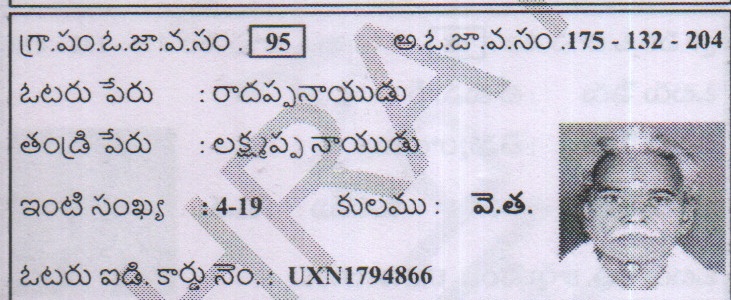 గ్రా.పం.ఓ.జా.వ.సం . 95 అ.ఓ.జా.వ.సం .175 - 132 - 204
ఓటరు పేరు : రాదప్పనాయుడు
తండ్రి పేరు : లక్ష్మప్ప నాయుడు
ఇంటి సంఖ్య : 4-19 కులము : వె.త.
ఓటరు ఐడి. కార్డు నెం. : UXN1794866